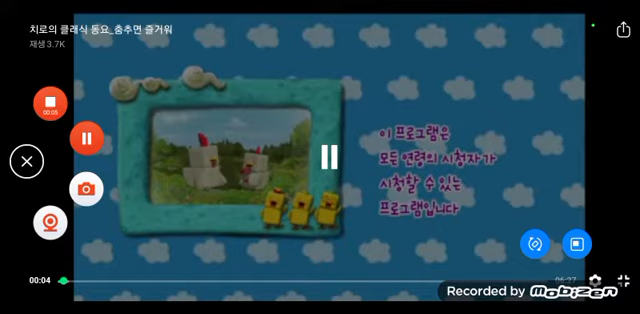 치로의 클래식 동요_춤추면 즐거워
재생 3.7K
00:05
이 프로그램은
모든 연령의 시청자가
시청할 수 있는
프로그램입니다
00:04
Recorded by Mobizen